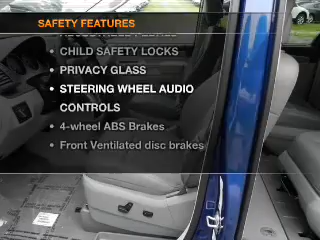 SAFETY FEATURES
• CHILD SAFETY LOCKS
• PRIVACY GLASS
• STEERING WHEEL AUDIO
CONTROLS
• 4-wheel ABS Brakes
• Front Ventilated disc brakes